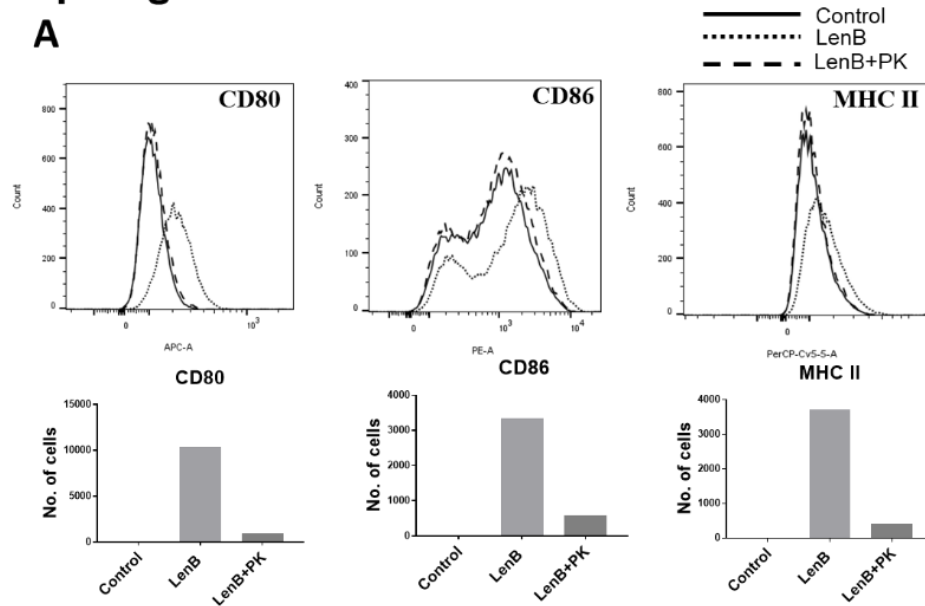 A
Control
LenB
LenB+PK
CD80
800
600
400
200
0
Count
0
10³
APC-A
CD86
400
300
200
100
0
Count
0
10³
10⁴
PE-A
MHC II
800
600
400
200
0
Count
0
PerCP-Cv5-5-A
CD80
15000
10000
5000
0
No. of cells
Control
LenB
LenB+PK
CD86
4000
3000
2000
1000
0
No. of cells
Control
LenB
LenB+PK
MHC II
4000
3000
2000
1000
0
No. of cells
Control
LenB
LenB+PK